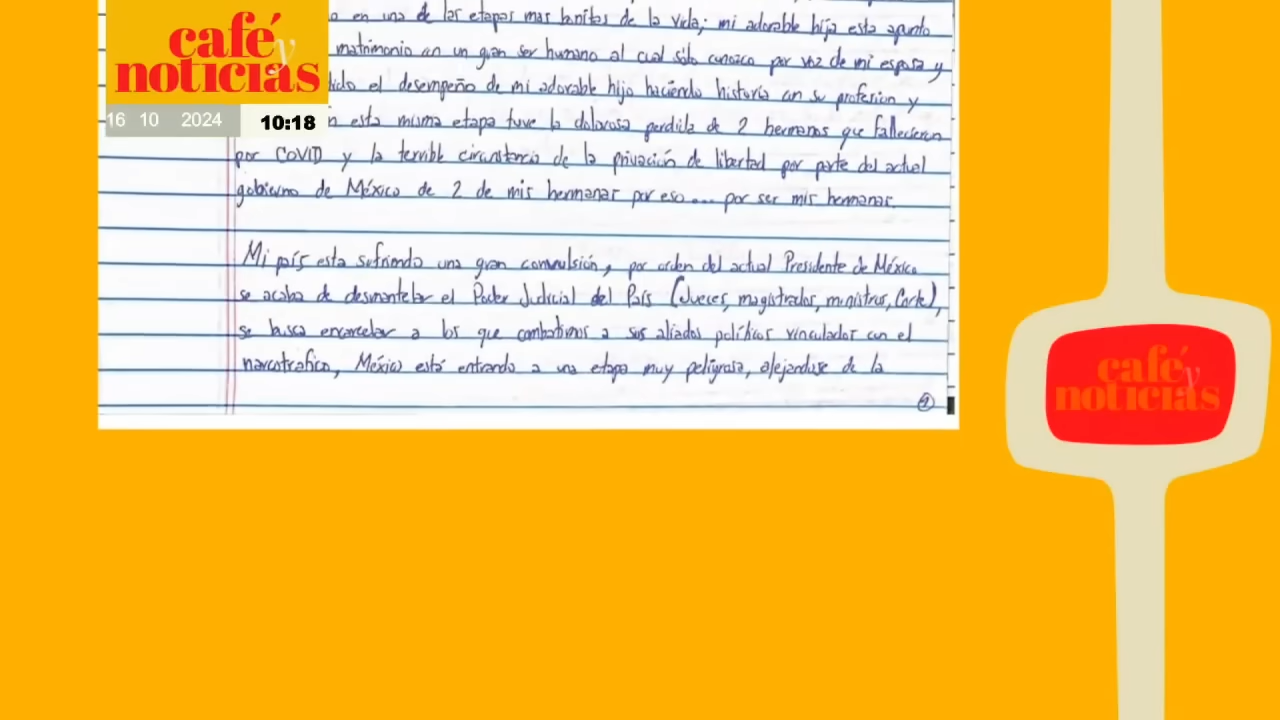 café y
noticias
16 10 2024 10:18
en una de las etapas mas bonitas de la vida; mi adorable hija esta apunto
matrimonio con un gran ser humano al cual sólo conozco por voz de mi esposa y
el desempeño de mi adorable hijo haciendo historia con su profesion y
esta misma etapa tuve la dolorosa perdida de 2 hermanos que fallecieron
por COVID y la terrible circunstancia de la privación de libertad por parte del actual
gobierno de México de 2 de mis hermanas por eso... por ser mis hermanas.
Mi país esta sufriendo una gran convulsión, por orden del actual Presidente de México
se acaba de desmantelar el Poder Judicial del País (Jueces, magistrados, ministros, Corte),
se busca encarcelar a los que combatimos a sus aliados políticos vinculados con el
narcotrafico, México está entrando a una etapa muy peligrosa, alejandose de la
café y
noticias